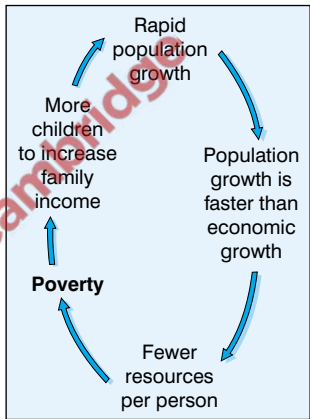 Rapid
population
growth
Population
growth is
faster than
economic
growth
Fewer
resources
per person
Poverty
More
children
to increase
family
income
Cambridge